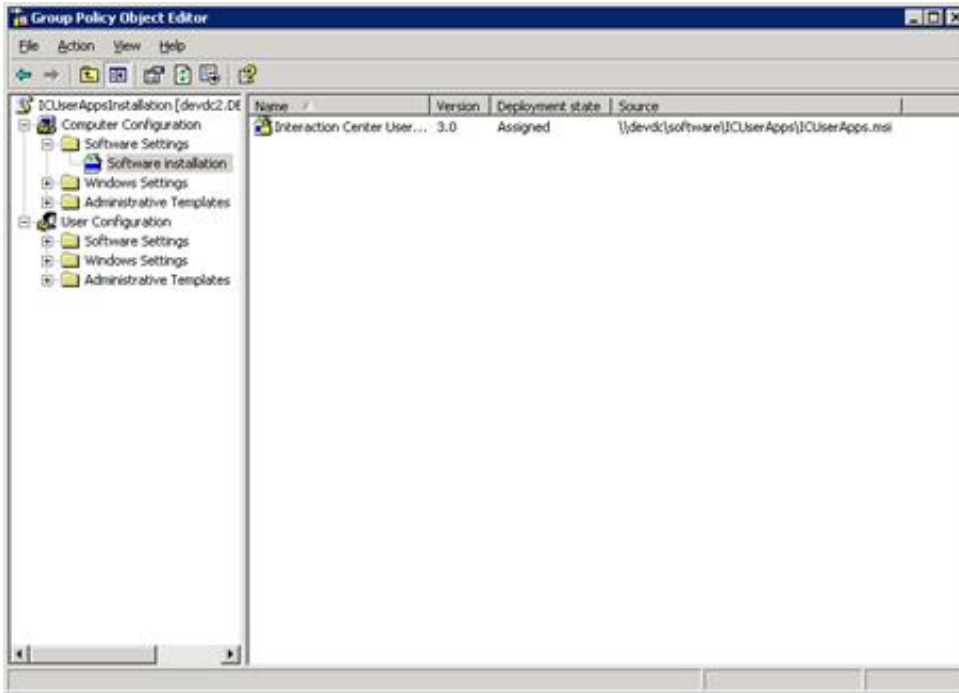 Group Policy Object Editor
File Action View Help
ICUserAppsInstallation [devdc2.DE
Computer Configuration
Software Settings
Software installation
Windows Settings
Administrative Templates
User Configuration
Software Settings
Windows Settings
Administrative Templates
Name Version Deployment state Source
Interaction Center User... 3.0 Assigned \\devdc\software\ICUserApps\ICUserApps.msi